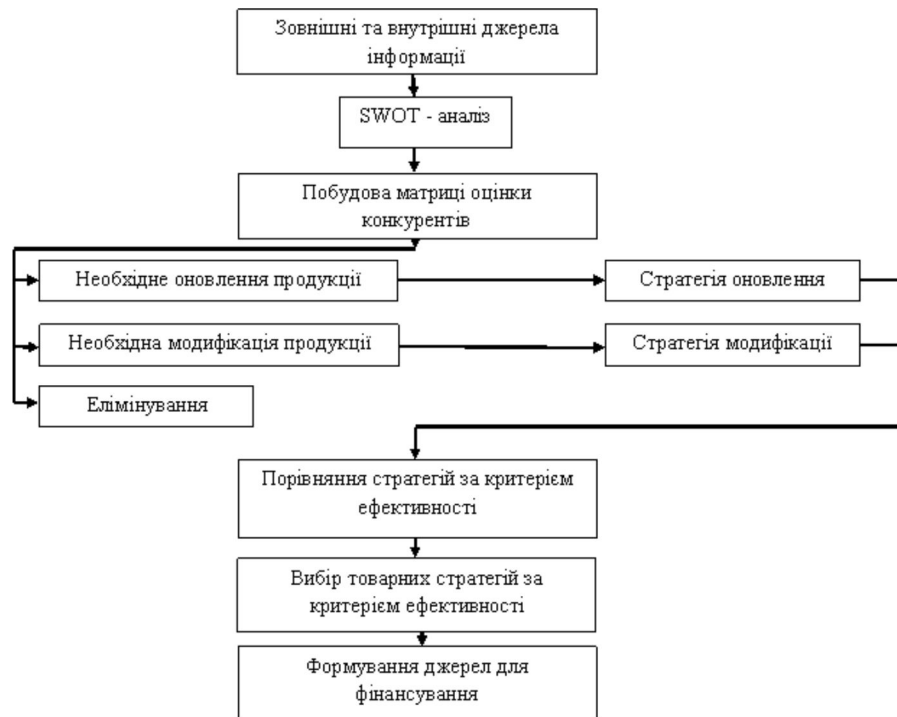 Зовнішні та внутрішні джерела
інформації
SWOT - аналіз
Побудова матриці оцінки
конкурентів
Необхідне оновлення продукції
Стратегія оновлення
Необхідна модифікація продукції
Стратегія модифікації
Елімінування
Порівняння стратегій за критерієм
ефективності
Вибір товарних стратегій за
критерієм ефективності
Формування джерел для
фінансування